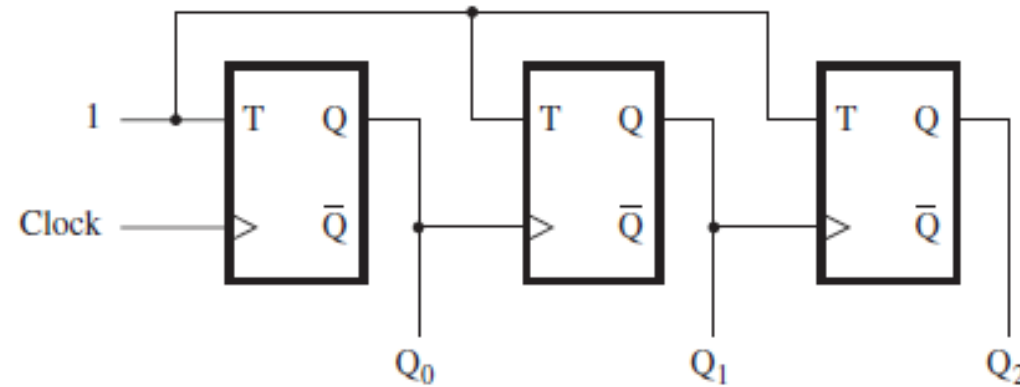 1 T Q T Q T Q
Clock Q̅ Q̅ Q̅
Q₀ Q₁ Q₂